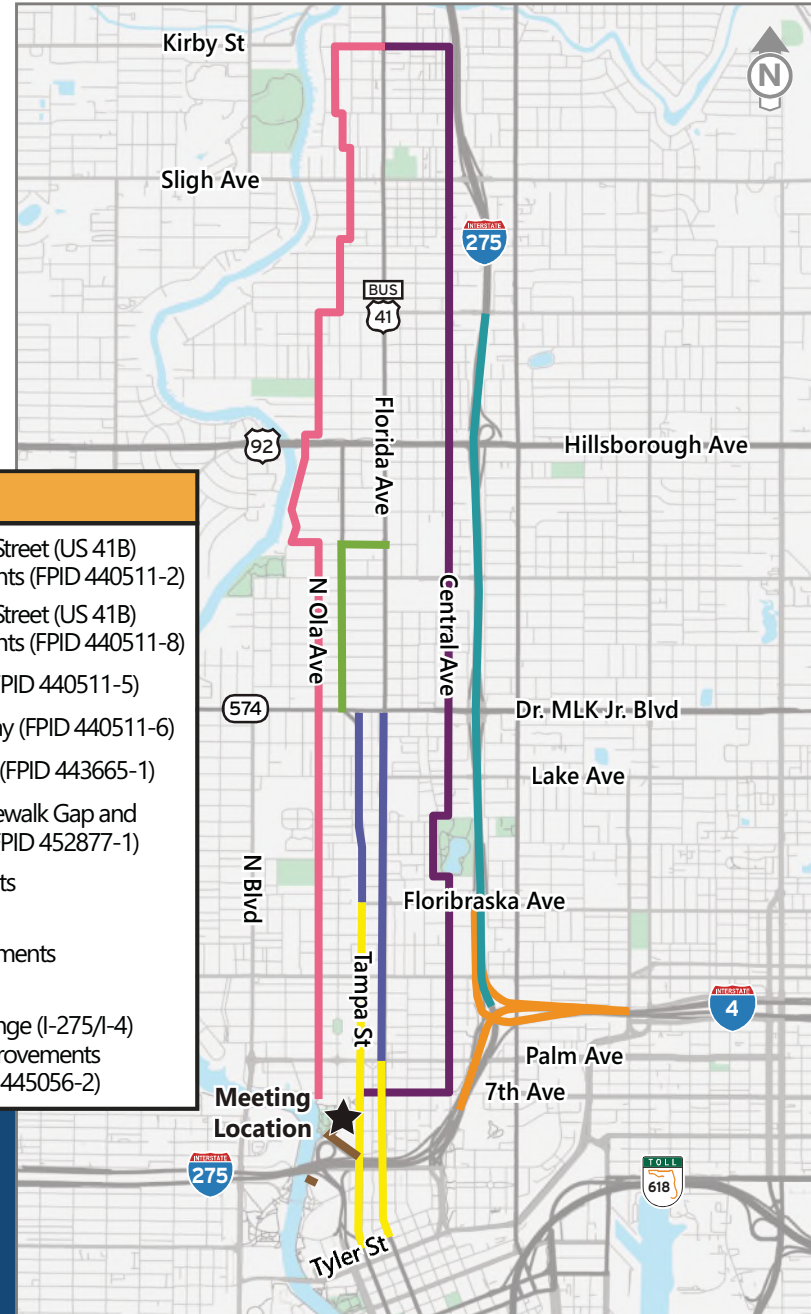 Kirby St
N
Sligh Ave
INTERSTATE
275
BUS
41
Florida Ave
92
Hillsborough Ave
Street (US 41B)
nts (FPID 440511-2)
Street (US 41B)
nts (FPID 440511-8)
PID 440511-5)
y (FPID 440511-6)
(FPID 443665-1)
ewalk Gap and
PID 452877-1)
ts
ments
nge (I-275/I-4)
rovements
445056-2)
N Ola Ave
Central Ave
574
Dr. MLK Jr. Blvd
Lake Ave
N Blvd
Floribraska Ave
Tampa St
INTERSTATE
4
Palm Ave
7th Ave
Meeting
Location
INTERSTATE
275
TOLL
618
Tyler St